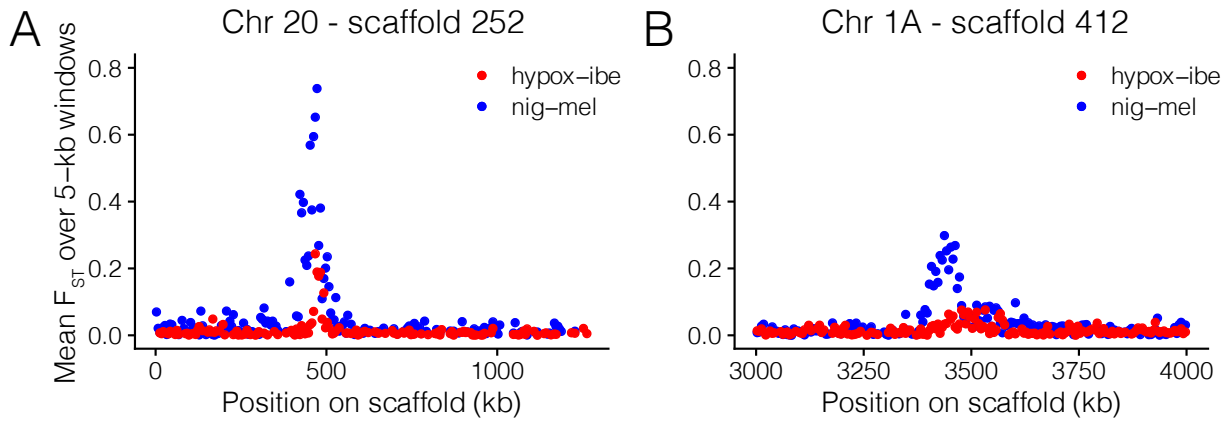 A
Chr 20 - scaffold 252
Mean FST over 5-kb windows
0.8
0.6
0.4
0.2
0.0
hypox-ibe
nig-mel
0
500
1000
Position on scaffold (kb)
B
Chr 1A - scaffold 412
0.8
0.6
0.4
0.2
0.0
hypox-ibe
nig-mel
3000
3250
3500
3750
4000
Position on scaffold (kb)